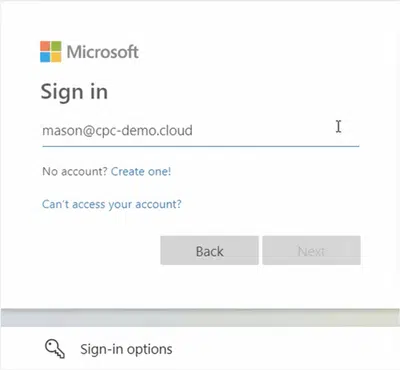 Microsoft
Sign in
mason@cpc-demo.cloud
No account? Create one!
Can't access your account?
Back Next
Sign-in options